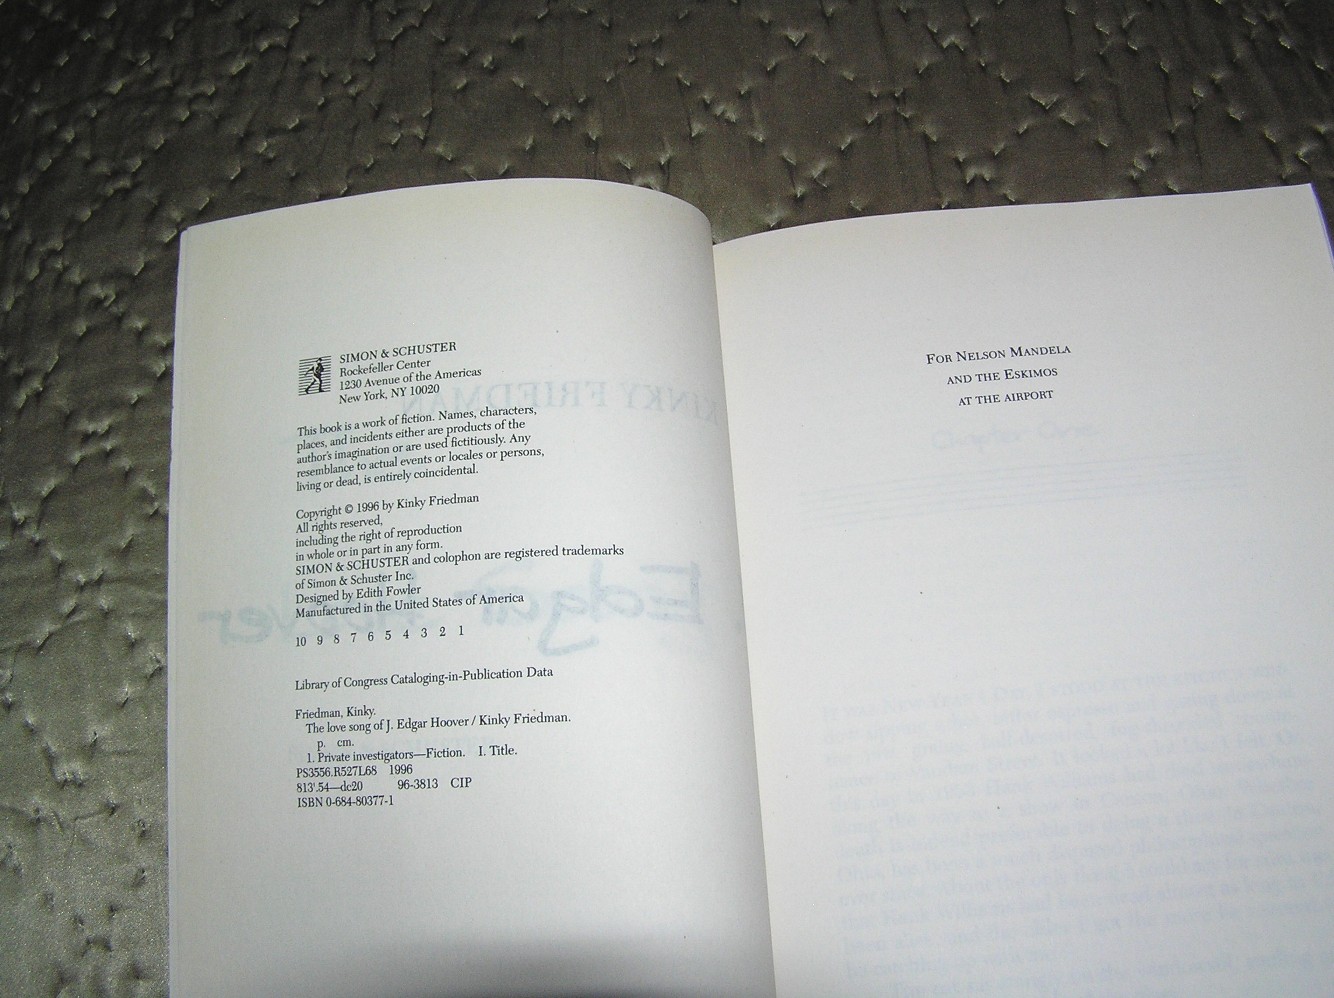 SIMON & SCHUSTER
Rockefeller Center
1230 Avenue of the Americas
New York, NY 10020
This book is a work of fiction. Names, characters,
places, and incidents either are products of the
author's imagination or are used fictitiously. Any
resemblance to actual events or locales or persons,
living or dead, is entirely coincidental.
Copyright © 1996 by Kinky Friedman
All rights reserved,
including the right of reproduction
in whole or in part in any form.
SIMON & SCHUSTER and colophon are registered trademarks
of Simon & Schuster Inc.
Designed by Edith Fowler
Manufactured in the United States of America
10 9 8 7 6 5 4 3 2 1
Library of Congress Cataloging-in-Publication Data
Friedman, Kinky.
The love song of J. Edgar Hoover / Kinky Friedman.
p. cm.
1. Private investigators—Fiction. I. Title.
PS3556.R527L68 1996
813'.54—dc20 96-3813 CIP
ISBN 0-684-80377-1
KINKY FRIEDMAN
Edgar Hoover
FOR NELSON MANDELA
AND THE ESKIMOS
AT THE AIRPORT
Chapter One